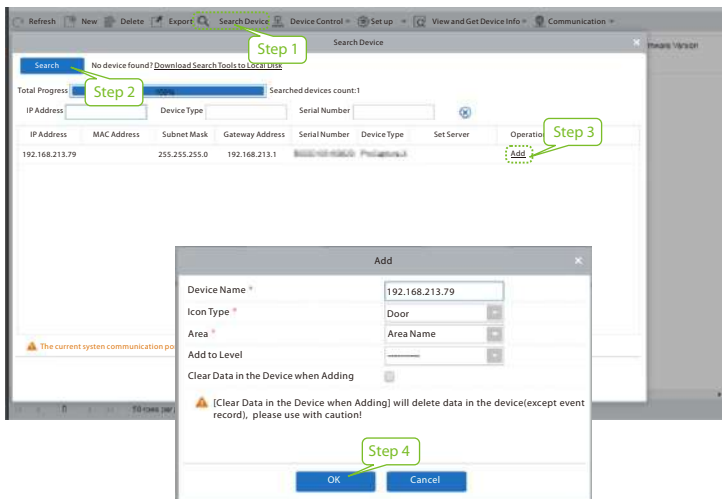 Refresh New Delete Export Search Device Device Control Set up View and Get Device Info Communication
Search Device
Step 1
Version
Search No device found? Download Search Tools to Local Disk
Step 2
Total Progress 100% Searched devices count:1
IP Address Device Type Serial Number
IP Address MAC Address Subnet Mask Gateway Address Serial Number Device Type Set Server Operation
Step 3
192.168.213.79 255.255.255.0 192.168.213.1 Add
Add
Device Name * 192.168.213.79
Icon Type * Door
Area * Area Name
The current systen communication po
Add to Level ----------
Clear Data in the Device when Adding
[Clear Data in the Device when Adding] will delete data in the device(except event
record), please use with caution!
Step 4
OK Cancel